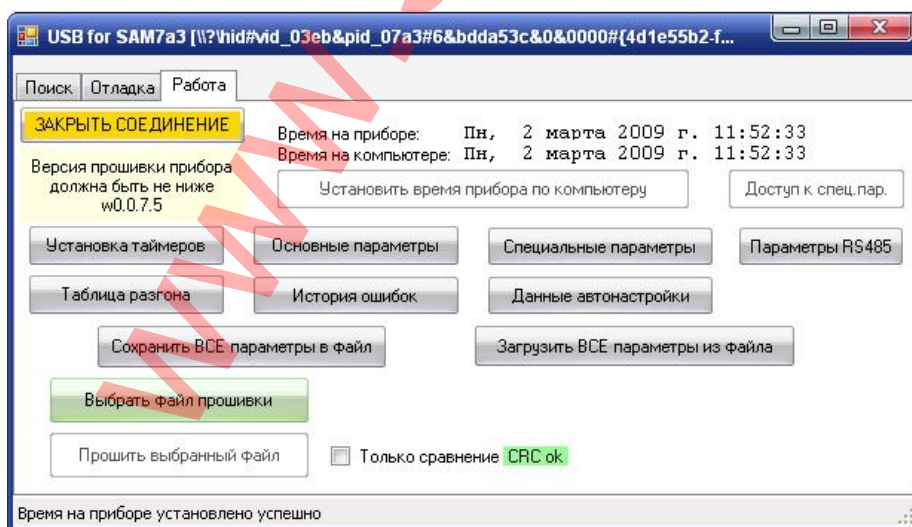 USB for SAM7a3 [\\?\hid#vid_03eb&pid_07a3#6&bdda53c&0&0000#{4d1e55b2-f...
Поиск Отладка Работа
ЗАКРЫТЬ СОЕДИНЕНИЕ
Время на приборе: Пн, 2 марта 2009 г. 11:52:33
Время на компьютере: Пн, 2 марта 2009 г. 11:52:33
Версия прошивки прибора
должна быть не ниже
w0.0.7.5
Установить время прибора по компьютеру Доступ к спец.пар.
Установка таймеров Основные параметры Специальные параметры Параметры RS485
Таблица разгона История ошибок Данные автонастройки
Сохранить ВСЕ параметры в файл Загрузить ВСЕ параметры из файла
Выбрать файл прошивки
Прошить выбранный файл Только сравнение CRC ok
Время на приборе установлено успешно
www.